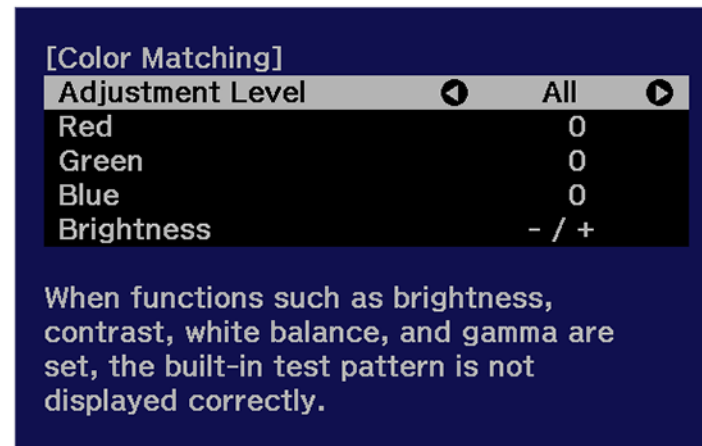 [Color Matching]
Adjustment Level All
Red 0
Green 0
Blue 0
Brightness - / +
When functions such as brightness,
contrast, white balance, and gamma are
set, the built-in test pattern is not
displayed correctly.